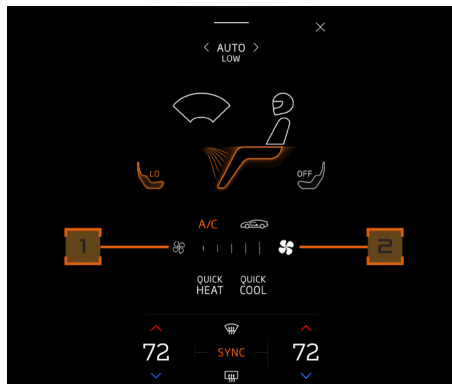 < AUTO >
LOW
LO
OFF
A/C
1
2
QUICK HEAT
QUICK COOL
72
SYNC
72